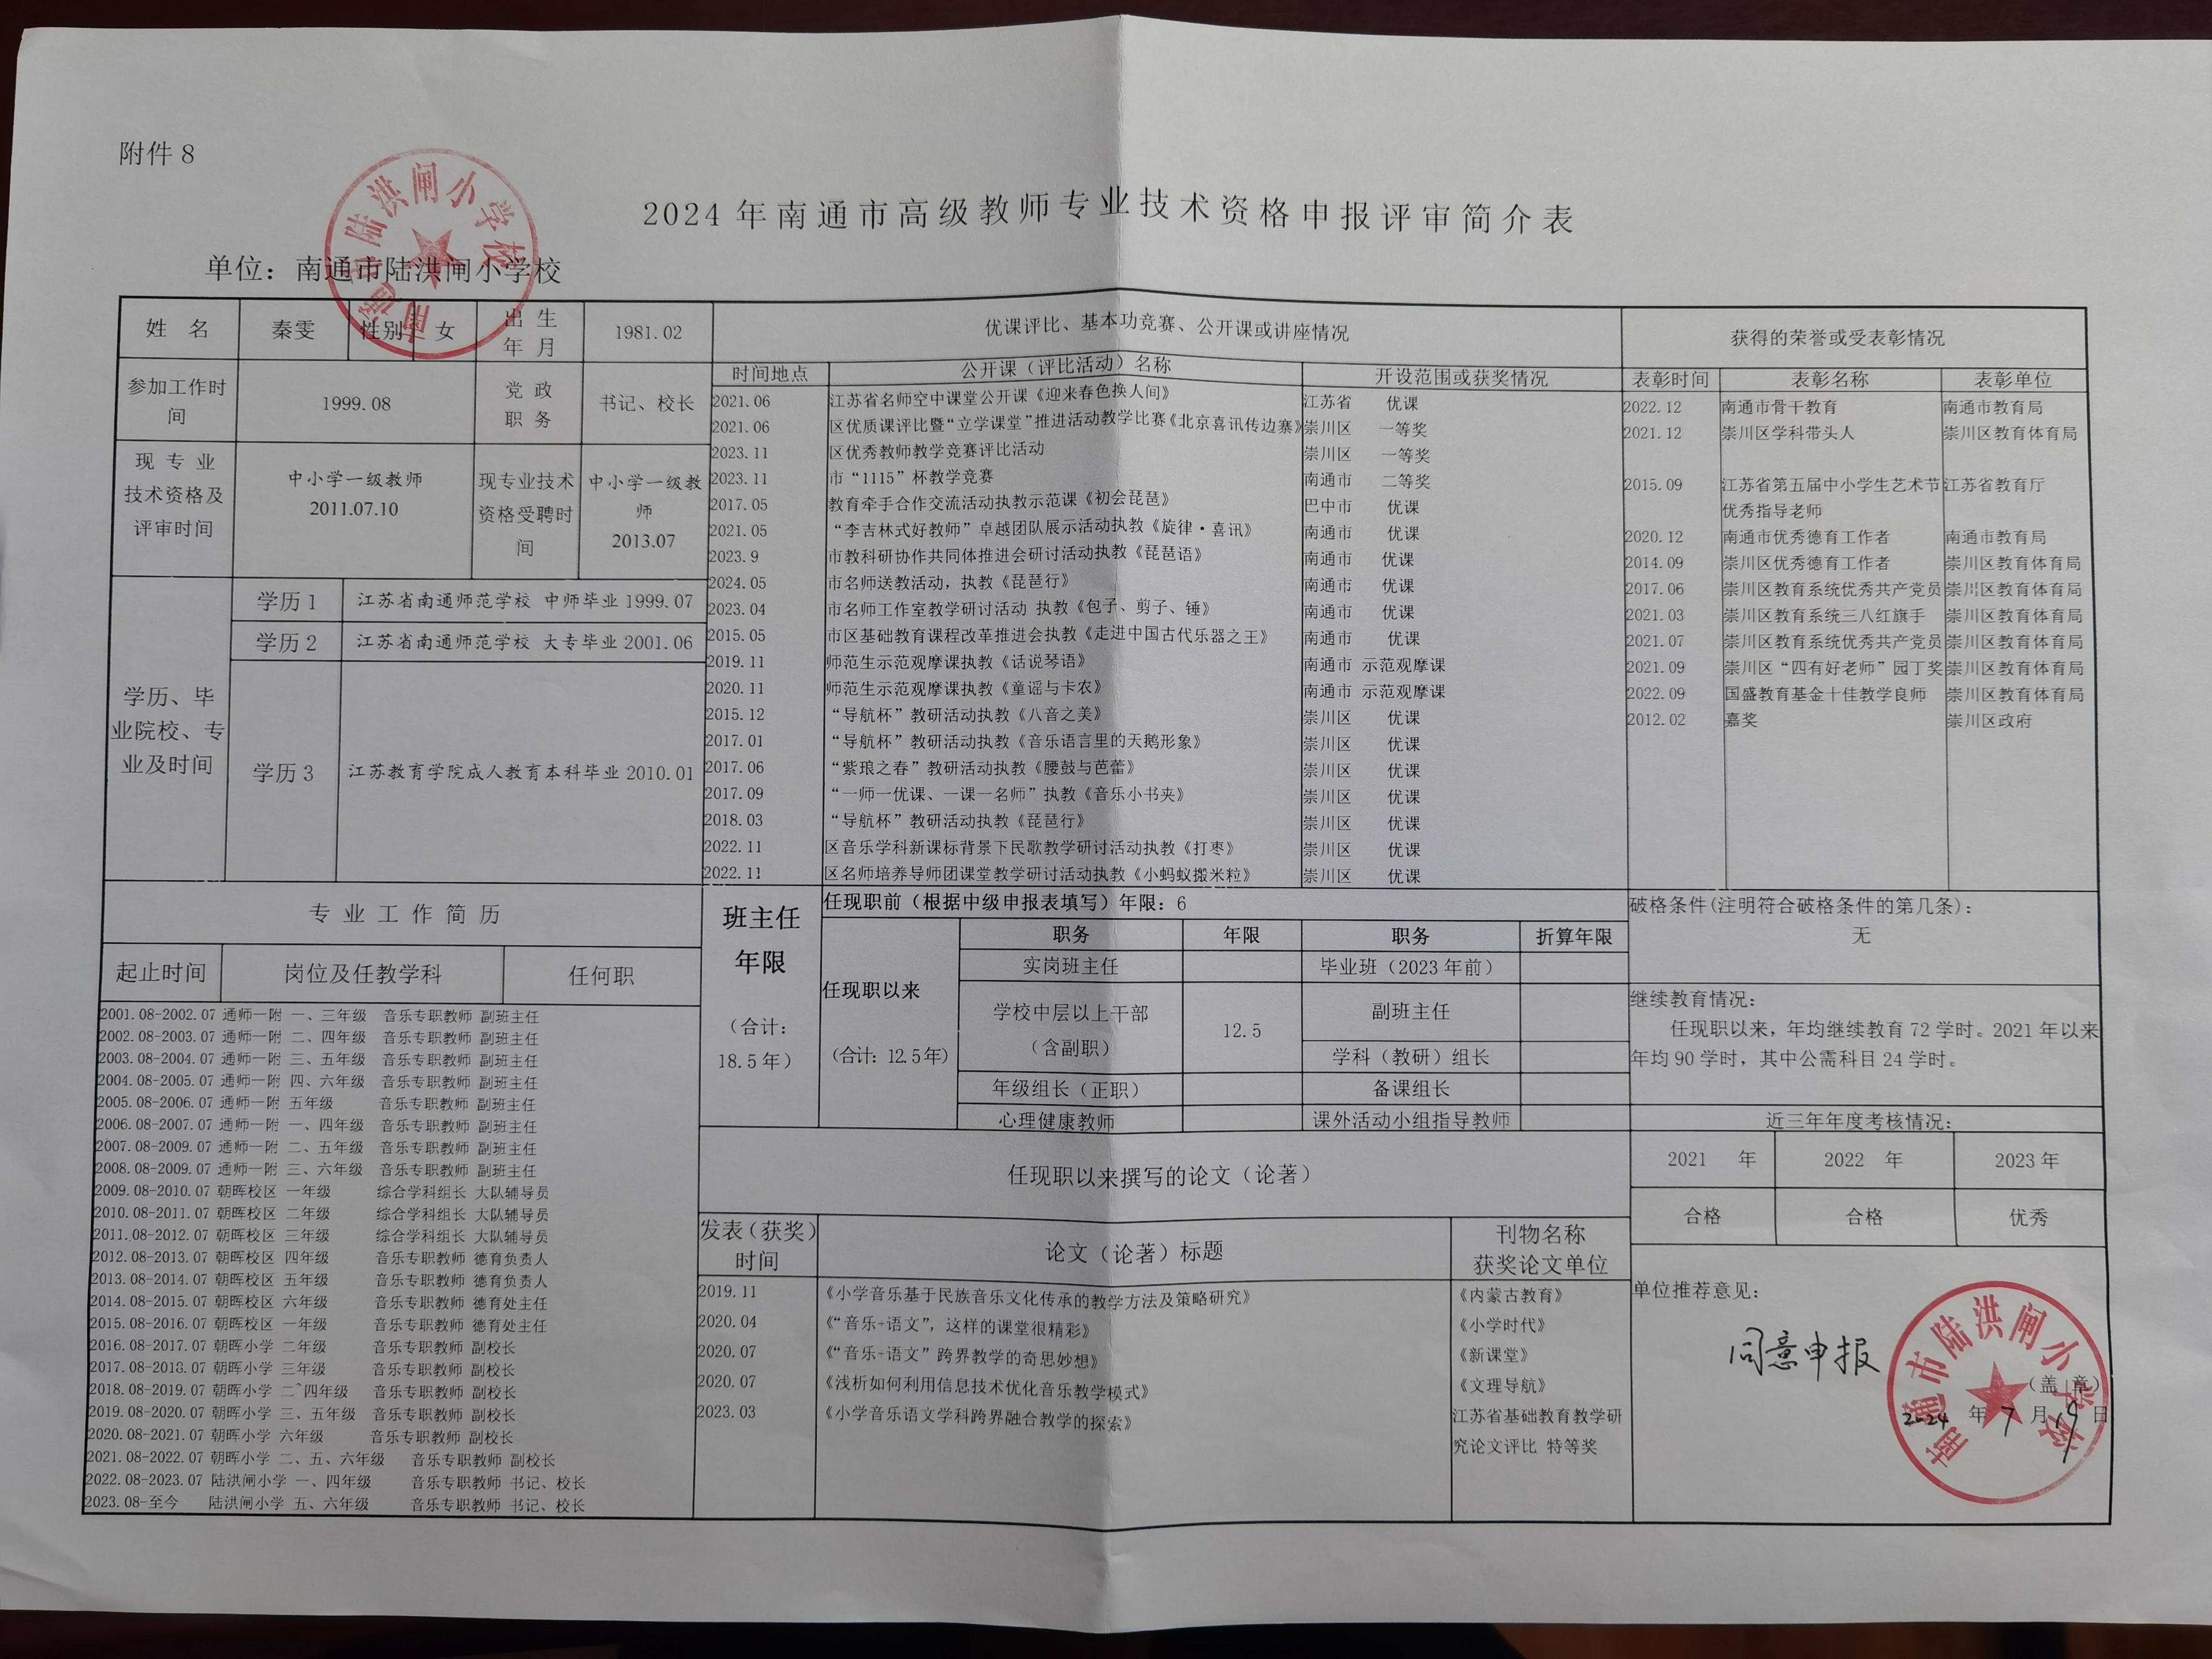 附件 8
2024 年南通市高级教师专业技术资格申报评审简介表
单位：南通市陆洪闸小学校
南通市陆洪闸小学校
姓 名 秦雯 性别 女 出 生 年 月 1981.02
参加工作时间 1999.08 党 政 职 务 书记、校长
现 专 业 技术资格及评审时间 中小学一级教师 2011.07.10 现专业技术资格受聘时间 中小学一级教师 2013.07
学历、毕业院校、专业及时间
学历 1 江苏省南通师范学校 中师毕业 1999.07
学历 2 江苏省南通师范学校 大专毕业 2001.06
学历 3 江苏教育学院成人教育本科毕业 2010.01
专 业 工 作 简 历
起止时间 岗位及任教学科 任何职
2001.08-2002.07 通师一附 一、三年级 音乐专职教师 副班主任
2002.08-2003.07 通师一附 二、四年级 音乐专职教师 副班主任
2003.08-2004.07 通师一附 三、五年级 音乐专职教师 副班主任
2004.08-2005.07 通师一附 四、六年级 音乐专职教师 副班主任
2005.08-2006.07 通师一附 五年级 音乐专职教师 副班主任
2006.08-2007.07 通师一附 一、四年级 音乐专职教师 副班主任
2007.08-2009.07 通师一附 二、五年级 音乐专职教师 副班主任
2008.08-2009.07 通师一附 三、六年级 音乐专职教师 副班主任
2009.08-2010.07 朝晖校区 一年级 综合学科组长 大队辅导员
2010.08-2011.07 朝晖校区 二年级 综合学科组长 大队辅导员
2011.08-2012.07 朝晖校区 三年级 综合学科组长 大队辅导员
2012.08-2013.07 朝晖校区 四年级 音乐专职教师 德育负责人
2013.08-2014.07 朝晖校区 五年级 音乐专职教师 德育负责人
2014.08-2015.07 朝晖校区 六年级 音乐专职教师 德育处主任
2015.08-2016.07 朝晖校区 一年级 音乐专职教师 德育处主任
2016.08-2017.07 朝晖小学 二年级 音乐专职教师 副校长
2017.08-2018.07 朝晖小学 三年级 音乐专职教师 副校长
2018.08-2019.07 朝晖小学 二~四年级 音乐专职教师 副校长
2019.08-2020.07 朝晖小学 三、五年级 音乐专职教师 副校长
2020.08-2021.07 朝晖小学 六年级 音乐专职教师 副校长
2021.08-2022.07 朝晖小学 二、五、六年级 音乐专职教师 副校长
2022.08-2023.07 陆洪闸小学 一、四年级 音乐专职教师 书记、校长
2023.08-至今 陆洪闸小学 五、六年级 音乐专职教师 书记、校长
优课评比、基本功竞赛、公开课或讲座情况
时间地点 公开课（评比活动）名称 开设范围或获奖情况
2021.06 江苏省名师空中课堂公开课《迎来春色换人间》 江苏省 优课
2021.06 区优质课评比暨“立学课堂”推进活动教学比赛《北京喜讯传边寨》 崇川区 一等奖
2023.11 区优秀教师教学竞赛评比活动 崇川区 一等奖
2023.11 市“1115”杯教学竞赛 南通市 二等奖
2017.05 教育牵手合作交流活动执教示范课《初会琵琶》 巴中市 优课
2021.05 “李吉林式好教师”卓越团队展示活动执教《旋律·喜讯》 南通市 优课
2023.9 市教科研协作共同体推进会研讨活动执教《琵琶语》 南通市 优课
2024.05 市名师送教活动，执教《琵琶行》 南通市 优课
2023.04 市名师工作室教学研讨活动 执教《包子、剪子、锤》 南通市 优课
2015.05 市区基础教育课程改革推进会执教《走进中国古代乐器之王》 南通市 优课
2019.11 师范生示范观摩课执教《话说琴语》 南通市 示范观摩课
2020.11 师范生示范观摩课执教《童谣与卡农》 南通市 示范观摩课
2015.12 “导航杯”教研活动执教《八音之美》 崇川区 优课
2017.01 “导航杯”教研活动执教《音乐语言里的天鹅形象》 崇川区 优课
2017.06 “紫琅之春”教研活动执教《腰鼓与芭蕾》 崇川区 优课
2017.09 “一师一优课、一课一名师”执教《音乐小书夹》 崇川区 优课
2018.03 “导航杯”教研活动执教《琵琶行》 崇川区 优课
2022.11 区音乐学科新课标背景下民歌教学研讨活动执教《打枣》 崇川区 优课
2022.11 区名师培养导师团课堂教学研讨活动执教《小蚂蚁搬米粒》 崇川区 优课
班主任年限 （合计：18.5 年）
任现职前（根据中级申报表填写）年限：6
任现职以来 （合计：12.5 年）
职务 年限 职务 折算年限
实岗班主任 毕业班（2023 年前）
学校中层以上干部（含副职） 12.5 副班主任
学科（教研）组长
年级组长（正职） 备课组长
心理健康教师 课外活动小组指导教师
任现职以来撰写的论文（论著）
发表（获奖）时间 论文（论著）标题 刊物名称 获奖论文单位
2019.11 《小学音乐基于民族音乐文化传承的教学方法及策略研究》 《内蒙古教育》
2020.04 《“音乐+语文”，这样的课堂很精彩》 《小学时代》
2020.07 《“音乐+语文”跨界教学的奇思妙想》 《新课堂》
2020.07 《浅析如何利用信息技术优化音乐教学模式》 《文理导航》
2023.03 《小学音乐语文学科跨界融合教学的探索》 江苏省基础教育教学研究论文评比 特等奖
获得的荣誉或受表彰情况
表彰时间 表彰名称 表彰单位
2022.12 南通市骨干教育 南通市教育局
2021.12 崇川区学科带头人 崇川区教育体育局
2015.09 江苏省第五届中小学生艺术节优秀指导老师 江苏省教育厅
2020.12 南通市优秀德育工作者 南通市教育局
2014.09 崇川区优秀德育工作者 崇川区教育体育局
2017.06 崇川区教育系统优秀共产党员 崇川区教育体育局
2021.03 崇川区教育系统三八红旗手 崇川区教育体育局
2021.07 崇川区教育系统优秀共产党员 崇川区教育体育局
2021.09 崇川区“四有好老师”园丁奖 崇川区教育体育局
2022.09 国盛教育基金十佳教学良师 崇川区教育体育局
2012.02 嘉奖 崇川区政府
破格条件(注明符合破格条件的第几条)：
无
继续教育情况：
任现职以来，年均继续教育 72 学时。2021 年以来
年均 90 学时，其中公需科目 24 学时。
近三年年度考核情况：
2021 年 2022 年 2023 年
合格 合格 优秀
单位推荐意见：
同意申报
（盖 章）
2024 年 7 月 19 日
南通市陆洪闸小学校